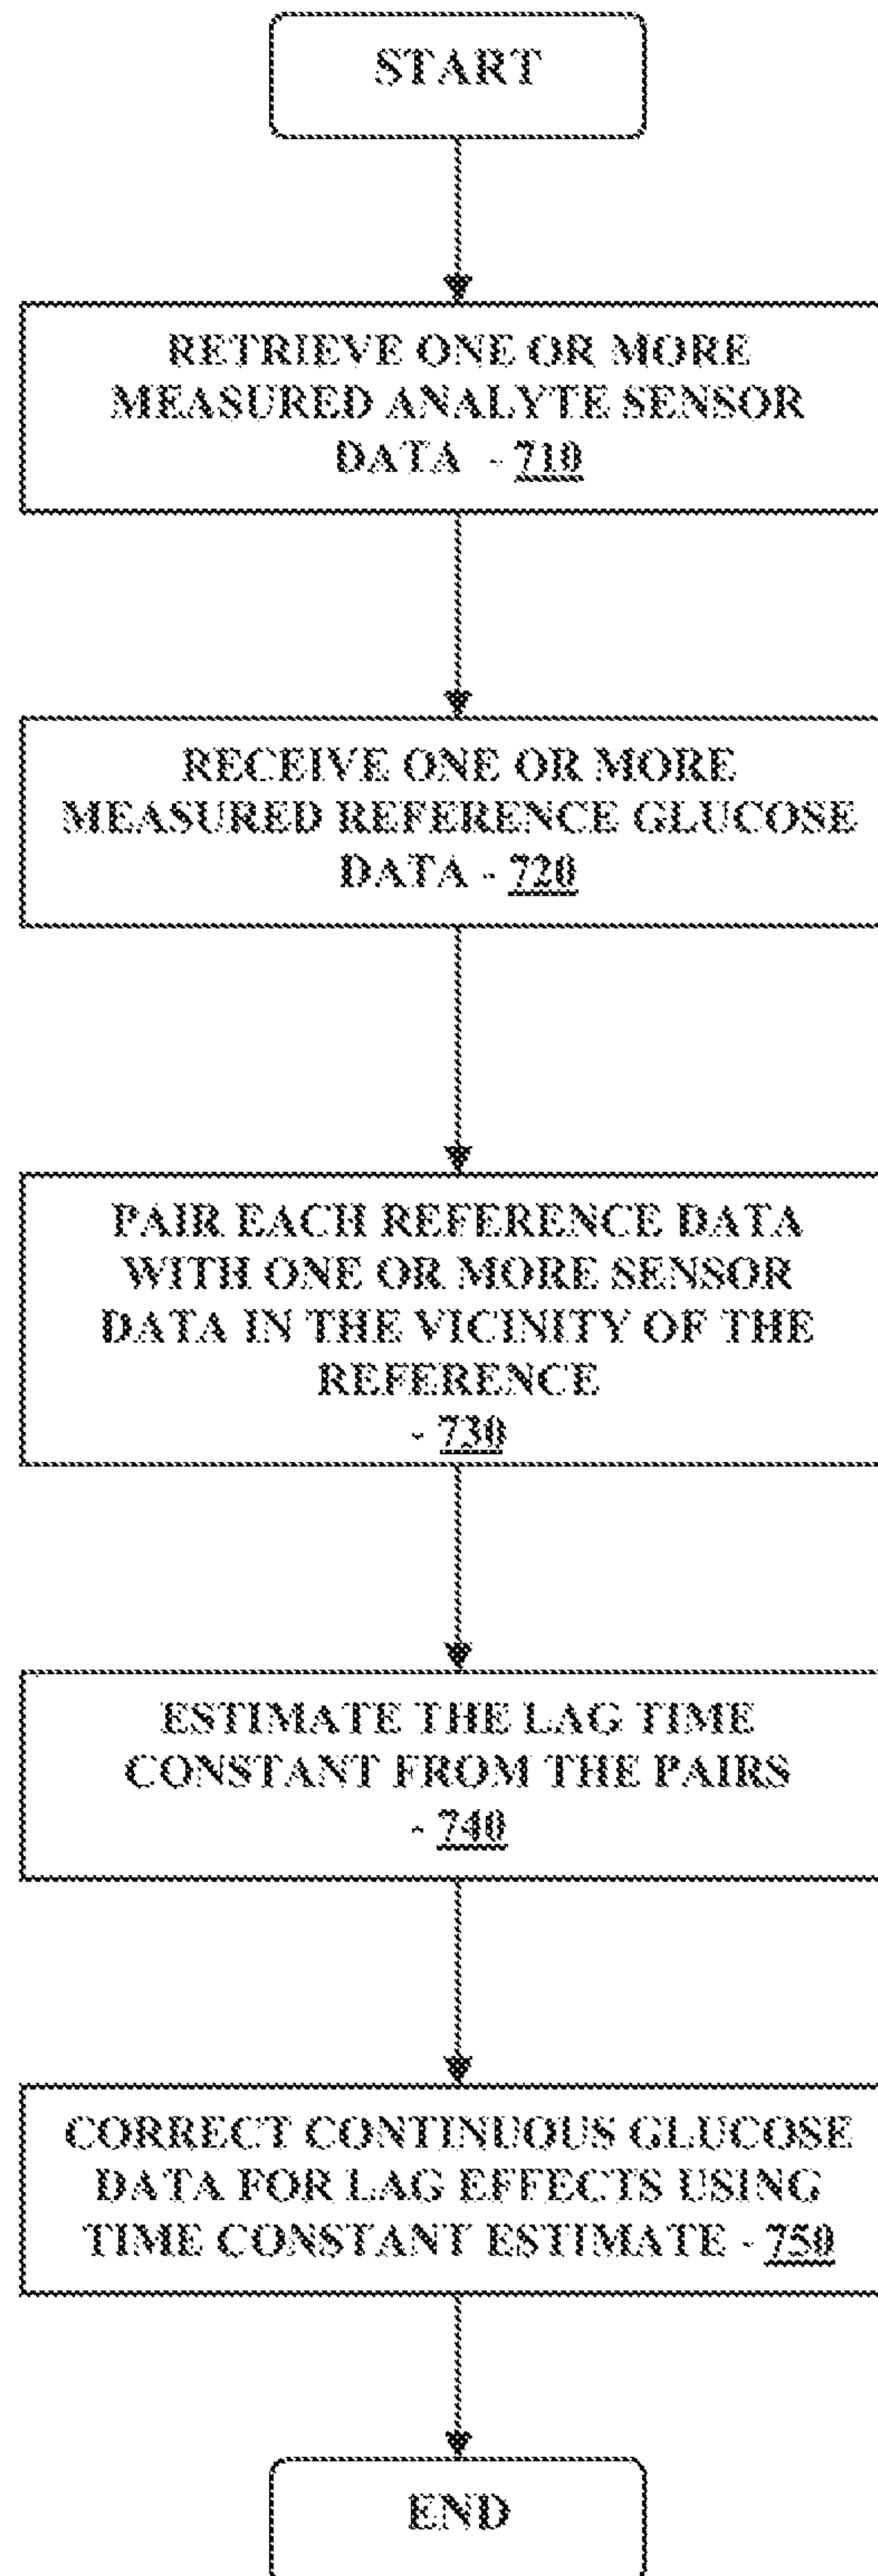 START
RETRIEVE ONE OR MORE
MEASURED ANALYTE SENSOR
DATA - 710
RECEIVE ONE OR MORE
MEASURED REFERENCE GLUCOSE
DATA - 720
PAIR EACH REFERENCE DATA
WITH ONE OR MORE SENSOR
DATA IN THE VICINITY OF THE
REFERENCE
- 730
ESTIMATE THE LAG TIME
CONSTANT FROM THE PAIRS
- 740
CORRECT CONTINUOUS GLUCOSE
DATA FOR LAG EFFECTS USING
TIME CONSTANT ESTIMATE - 750
END